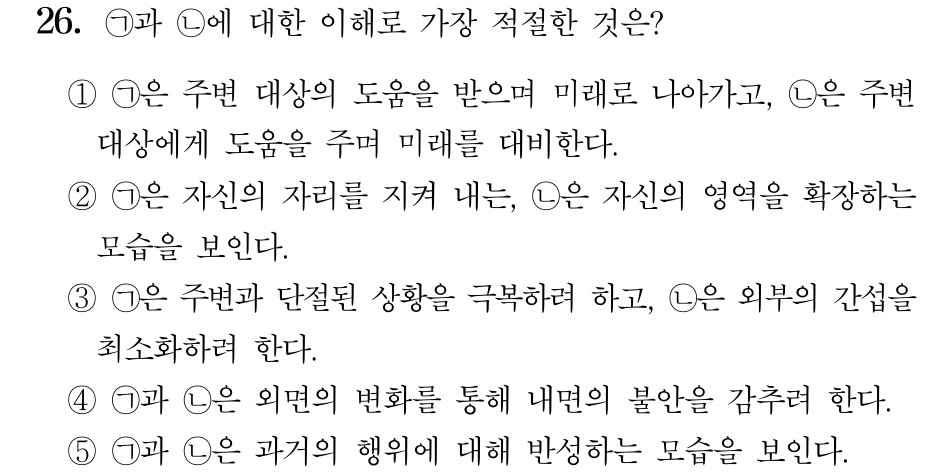 26. ㉠과 ㉡에 대한 이해로 가장 적절한 것은?
① ㉠은 주변 대상의 도움을 받으며 미래로 나아가고, ㉡은 주변
대상에게 도움을 주며 미래를 대비한다.
② ㉠은 자신의 자리를 지켜 내는, ㉡은 자신의 영역을 확장하는
모습을 보인다.
③ ㉠은 주변과 단절된 상황을 극복하려 하고, ㉡은 외부의 간섭을
최소화하려 한다.
④ ㉠과 ㉡은 외면의 변화를 통해 내면의 불안을 감추려 한다.
⑤ ㉠과 ㉡은 과거의 행위에 대해 반성하는 모습을 보인다.